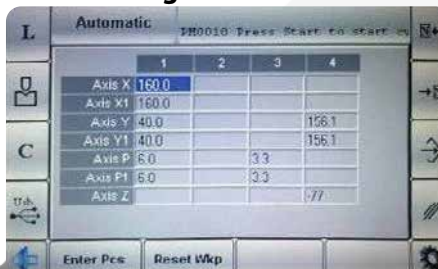 L Automatic PM0010 Press Start to start
1 2 3 4
Axis X 160.0
Axis X1 160.0
Axis Y 40.0 156.1
Axis Y1 40.0 156.1
Axis P 6.0 3.3
Axis P1 6.0 3.3
Axis Z -77
C
Enter Pcs Reset Wkp